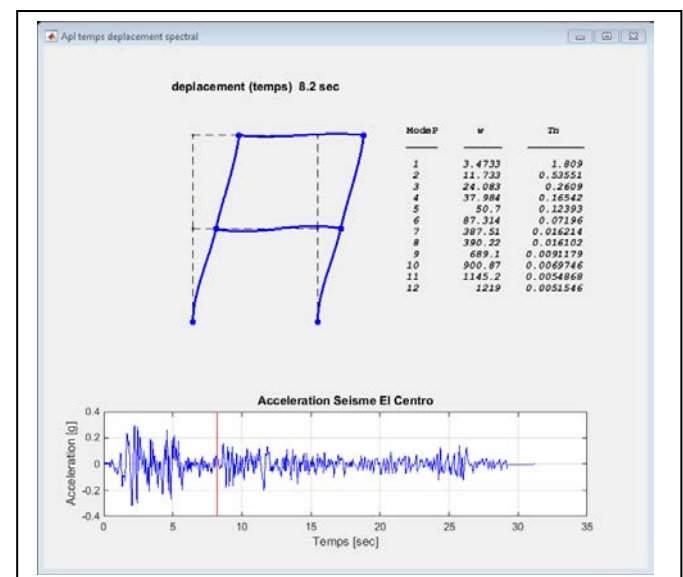 Apl temps deplacement spectral
deplacement (temps) 8.2 sec
ModeP w Tn
1 3.4733 1.809
2 11.733 0.53551
3 24.083 0.2609
4 37.984 0.16542
5 50.7 0.12393
6 87.314 0.07196
7 387.51 0.016214
8 390.22 0.016102
9 689.1 0.0091179
10 900.87 0.0069746
11 1145.2 0.0054868
12 1219 0.0051546
Acceleration Seisme El Centro
0.4
0.2
0
-0.2
-0.4
Acceleration [g]
0 5 10 15 20 25 30 35
Temps [sec]